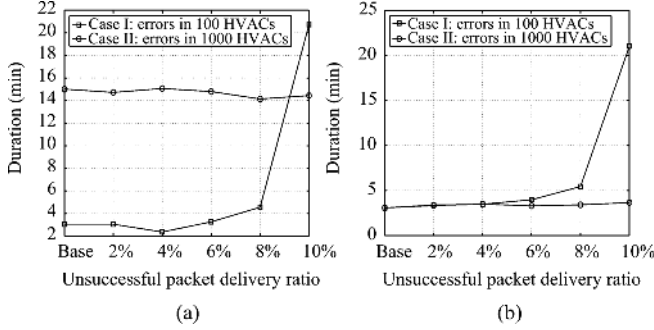 22
20
18
16
14
12
10
8
6
4
2
Duration (min)
Case I: errors in 100 HVACs
Case II: errors in 1000 HVACs
Base 2% 4% 6% 8% 10%
Unsuccessful packet delivery ratio
(a)
25
20
15
10
5
0
Duration (min)
Case I: errors in 100 HVACs
Case II: errors in 1000 HVACs
Base 2% 4% 6% 8% 10%
Unsuccessful packet delivery ratio
(b)